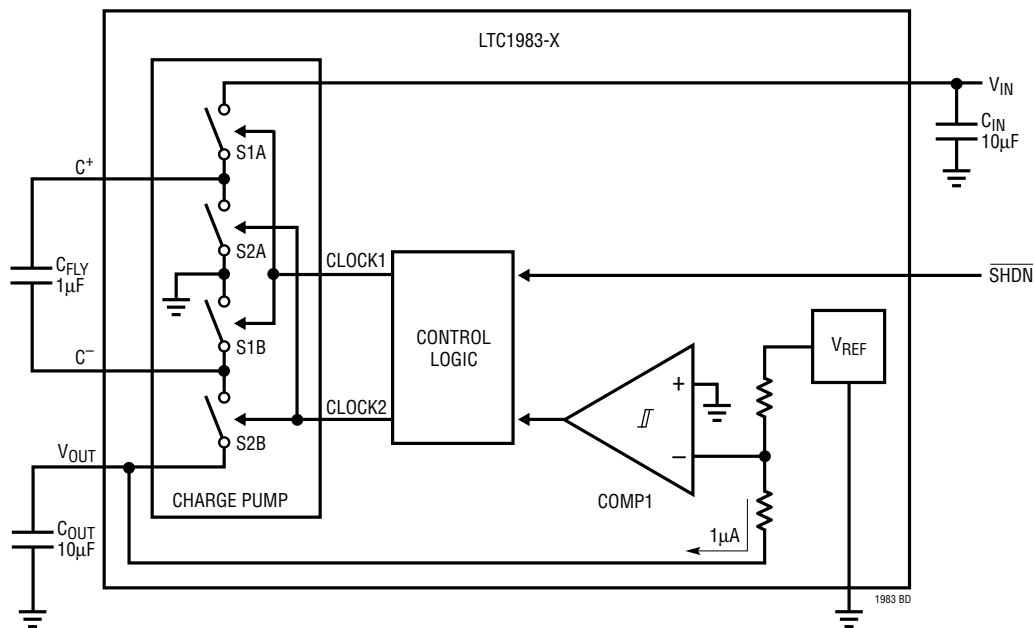 LTC1983-X
VIN
CIN
10µF
S1A
C+
S2A
CFLY
1µF
CLOCK1
SHDN
CONTROL
LOGIC
VREF
S1B
C–
+
CLOCK2
S2B
–
VOUT
COMP1
CHARGE PUMP
1µA
COUT
10µF
1983 BD